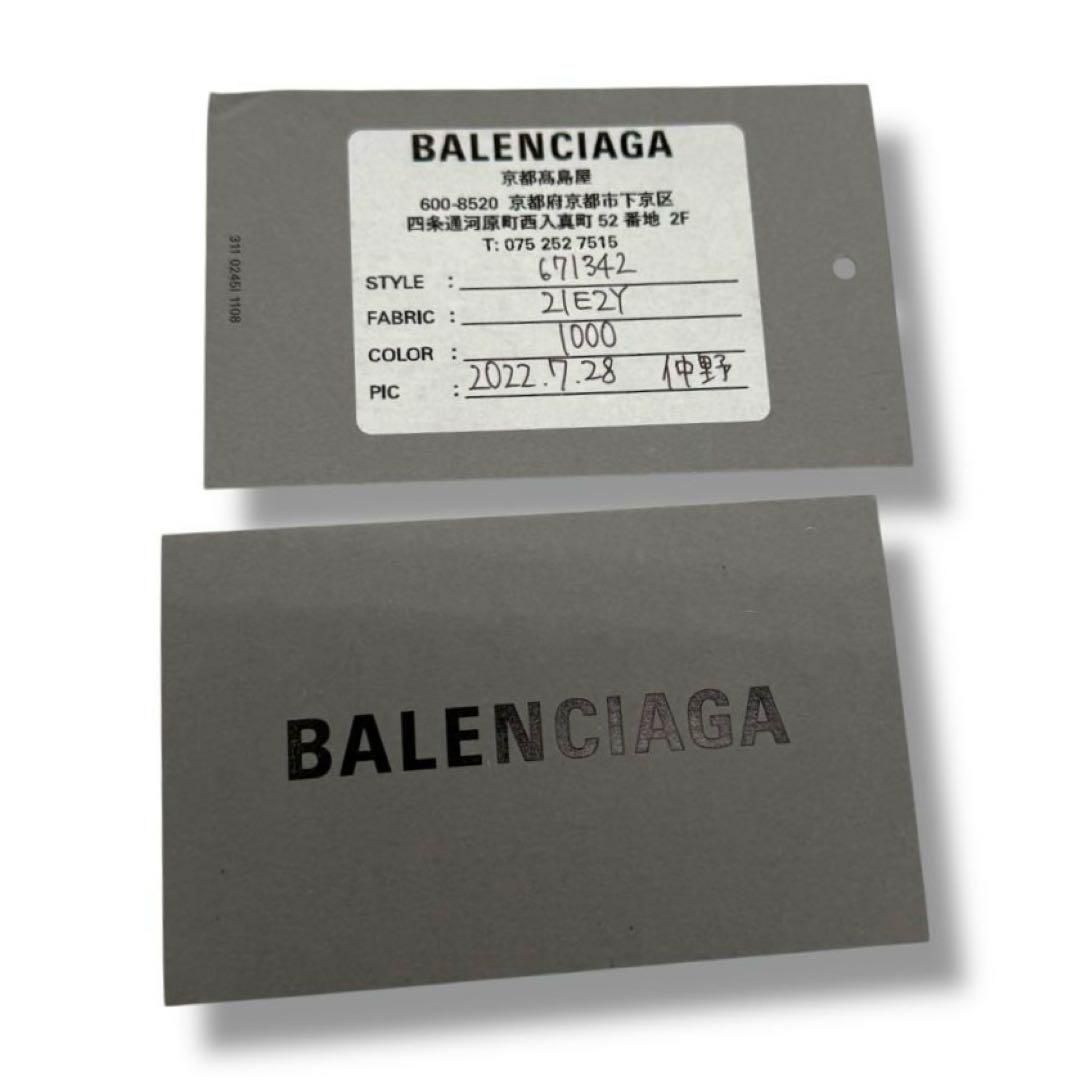 BALENCIAGA
京都髙島屋
600-8520 京都府京都市下京区
四条通河原町西入真町 52 番地 2F
T: 075 252 7515
STYLE : 671342
FABRIC : 21E2Y
COLOR : 1000
PIC : 2022.7.28 仲野
311 0245I 1108
BALENCIAGA